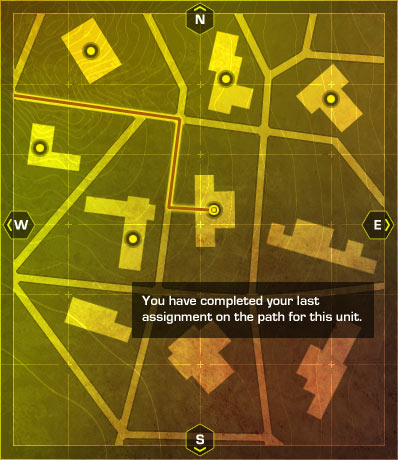 N
W
E
You have completed your last
assignment on the path for this unit.
S